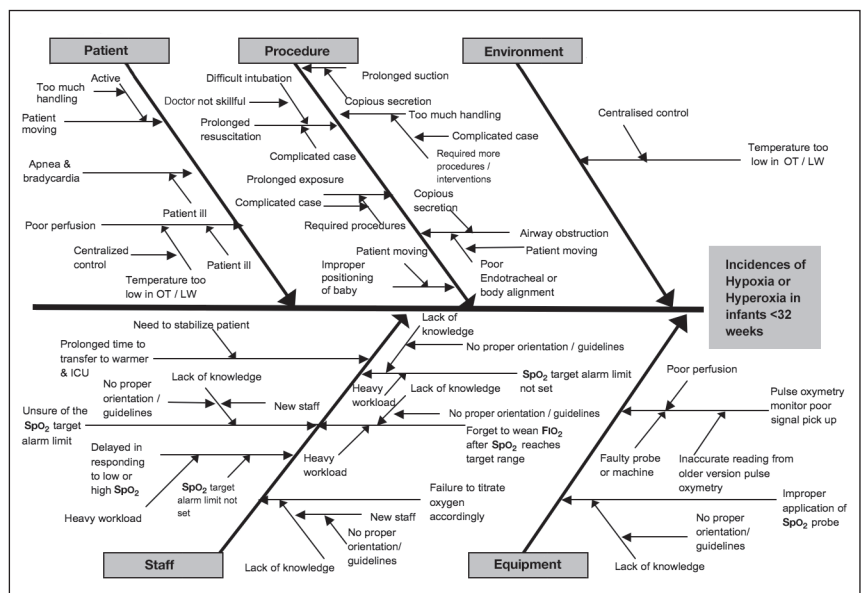 Patient
Procedure
Environment
Too much
handling
Active
Patient
moving
Apnea &
bradycardia
Patient ill
Poor perfusion
Centralized
control
Temperature too
low in OT / LW
Patient ill
Difficult intubation
Doctor not skillful
Prolonged
resuscitation
Complicated case
Prolonged exposure
Complicated case
Required procedures
Patient moving
Improper
positioning
of baby
Prolonged suction
Copious secretion
Too much handling
Complicated case
Required more
procedures /
interventions
Copious
secretion
Airway obstruction
Patient moving
Poor
Endotracheal or
body alignment
Centralised control
Temperature too
low in OT / LW
Incidences of
Hypoxia or
Hyperoxia in
infants <32
weeks
Need to stabilize patient
Prolonged time to
transfer to warmer
& ICU
No proper
orientation /
guidelines
Lack of knowledge
New staff
Unsure of the
SpO2 target
alarm limit
Delayed in
responding
to low or
high SpO2
SpO2 target
alarm limit not
set
Heavy workload
Lack of
knowledge
No proper orientation / guidelines
Heavy
workload
SpO2 target alarm limit
not set
Lack of knowledge
No proper orientation / guidelines
Forget to wean FIO2
after SpO2 reaches
target range
Heavy
workload
Failure to titrate
oxygen
accordingly
New staff
No proper
orientation/
guidelines
Lack of knowledge
Poor perfusion
Pulse oxymetry
monitor poor
signal pick up
Faulty probe
or machine
Inaccurate reading from
older version pulse
oxymetry
Improper
application of
SpO2 probe
No proper
orientation/
guidelines
Lack of knowledge
Staff
Equipment